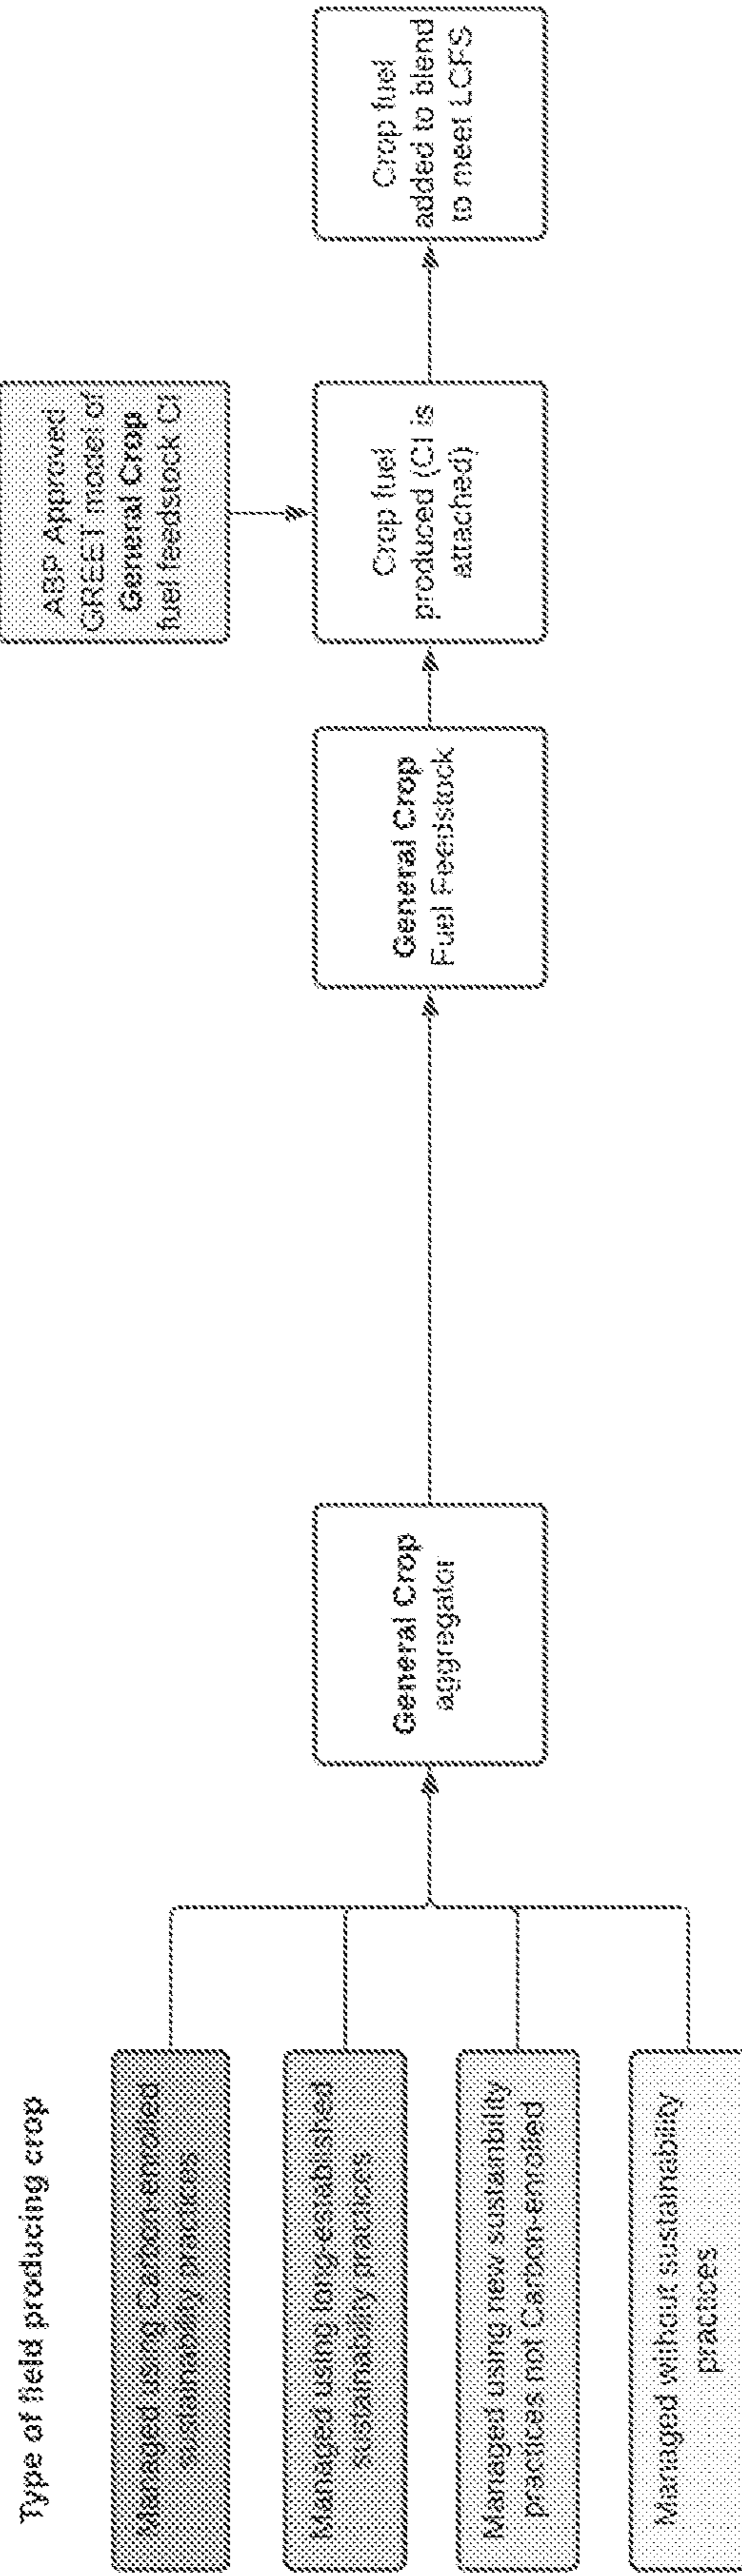 Type of field producing crop
Managed using Carbon-enrolled
sustainability practices
Managed using long-established
sustainability practices
Managed using new sustainbility
practices not Carbon-enrolled
Managed without sustainability
practices
General Crop
aggregator
General Crop
Fuel Feedstock
ABP Approved
GREET model of
General Crop
fuel feedstock CI
Crop fuel
produced (CI is
attached)
Crop fuel
added to blend
to meet LCFS